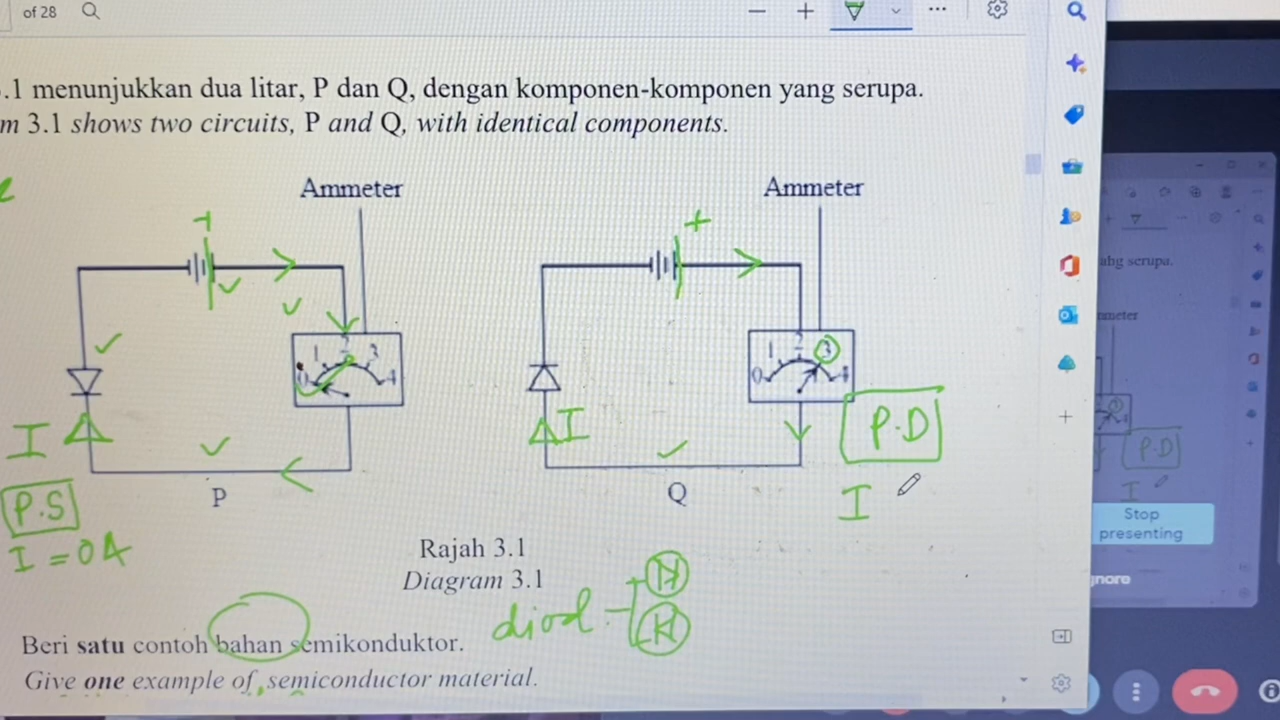 of 28
.1 menunjukkan dua litar, P dan Q, dengan komponen-komponen yang serupa.
m 3.1 shows two circuits, P and Q, with identical components.
Ammeter
Ammeter
+
+
1 2 3
0 4
1 2 3
0 4
I
I
P.D
P.S
P
Q
I
I = 0A
Rajah 3.1
Diagram 3.1
diod
Beri satu contoh bahan semikonduktor.
Give one example of semiconductor material.
serupa.
P.D
I
Stop
presenting